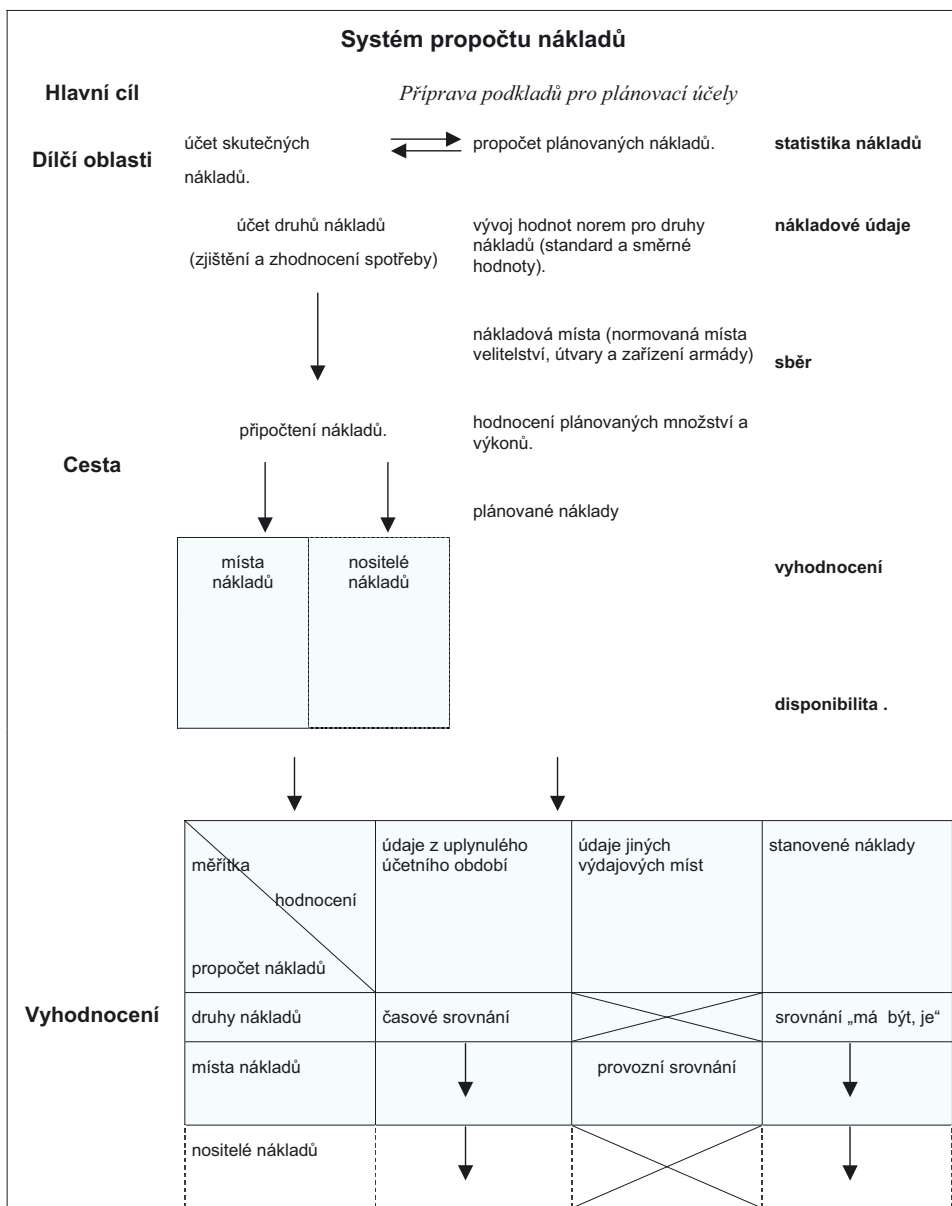 Systém propočtu nákladů
Hlavní cíl
Příprava podkladů pro plánovací účely
Dílčí oblasti
účet skutečných
nákladů.
propočet plánovaných nákladů.
statistika nákladů
účet druhů nákladů
(zjištění a zhodnocení spotřeby)
vývoj hodnot norem pro druhy
nákladů (standard a směrné
hodnoty).
nákladové údaje
nákladová místa (normovaná místa
velitelství, útvary a zařízení armády)
sběr
Cesta
připočtení nákladů.
hodnocení plánovaných množství a
výkonů.
plánované náklady
místa
nákladů
nositelé
nákladů
vyhodnocení
disponibilita .
Vyhodnocení
měřítka
hodnocení
propočet nákladů
údaje z uplynulého
účetního období
údaje jiných
výdajových míst
stanovené náklady
druhy nákladů
časové srovnání
srovnání „má být, je“
místa nákladů
provozní srovnání
nositelé nákladů